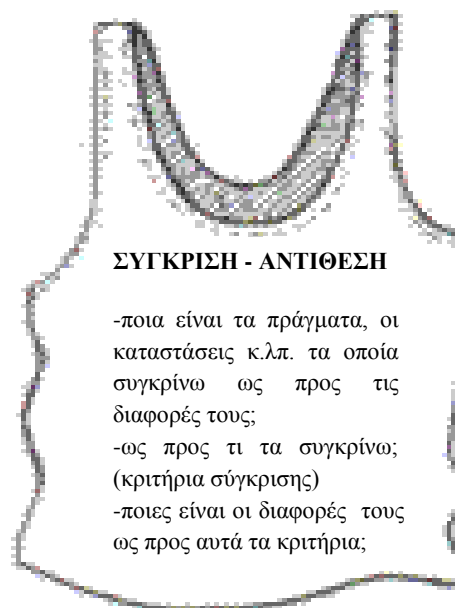 ΣΥΓΚΡΙΣΗ - ΑΝΤΙΘΕΣΗ
-ποια είναι τα πράγματα, οι
καταστάσεις κ.λπ. τα οποία
συγκρίνω ως προς τις
διαφορές τους;
-ως προς τι τα συγκρίνω;
(κριτήρια σύγκρισης)
-ποιες είναι οι διαφορές τους
ως προς αυτά τα κριτήρια;